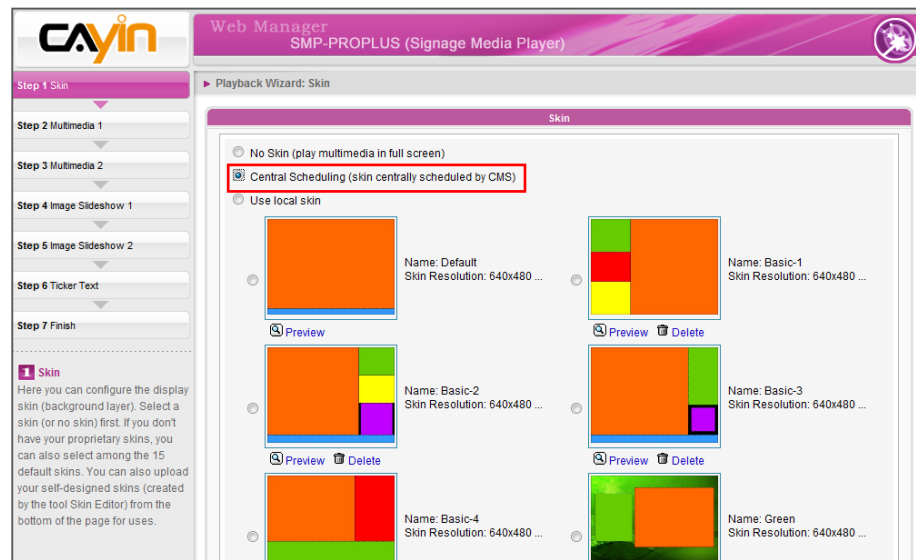 CAYIN
Web Manager
SMP-PROPLUS (Signage Media Player)
Step 1 Skin
Step 2 Multimedia 1
Step 3 Multimedia 2
Step 4 Image Slideshow 1
Step 5 Image Slideshow 2
Step 6 Ticker Text
Step 7 Finish
1 Skin
Here you can configure the display
skin (background layer). Select a
skin (or no skin) first. If you don't
have your proprietary skins, you
can also select among the 15
default skins. You can also upload
your self-designed skins (created
by the tool Skin Editor) from the
bottom of the page for uses.
Playback Wizard: Skin
Skin
No Skin (play multimedia in full screen)
Central Scheduling (skin centrally scheduled by CMS)
Use local skin
Name: Default
Skin Resolution: 640x480 ...
Preview
Name: Basic-1
Skin Resolution: 640x480 ...
Preview Delete
Name: Basic-2
Skin Resolution: 640x480 ...
Preview Delete
Name: Basic-3
Skin Resolution: 640x480 ...
Preview Delete
Name: Basic-4
Skin Resolution: 640x480 ...
Name: Green
Skin Resolution: 640x480 ...